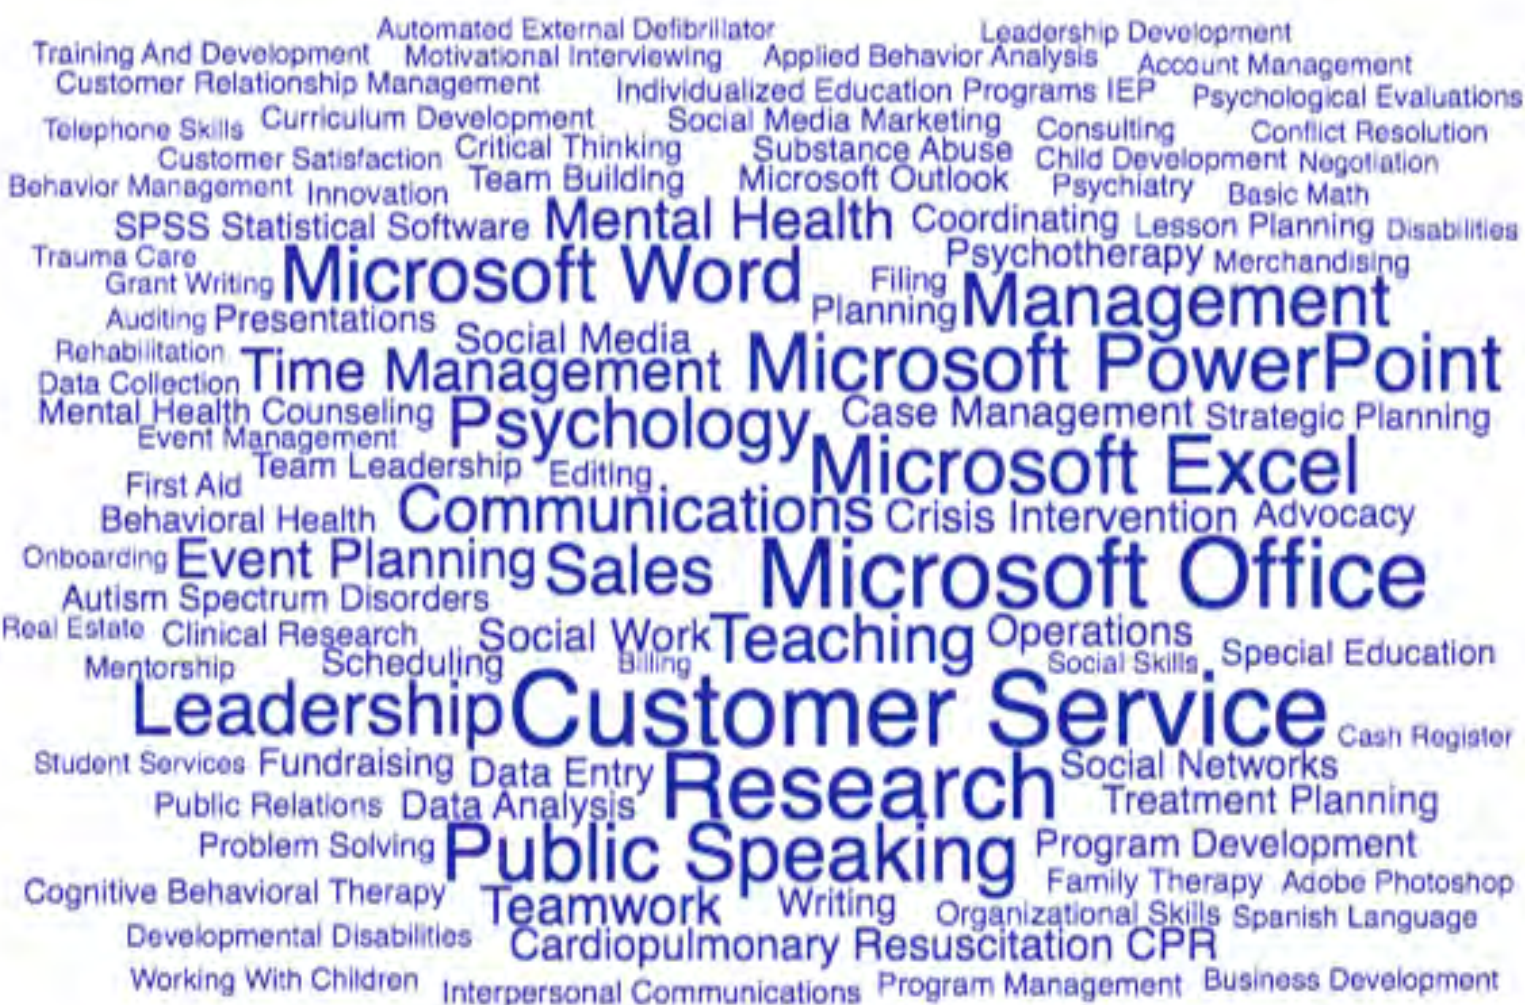 Automated External Defibrillator Leadership Development
Training And Development Motivational Interviewing Applied Behavior Analysis Account Management
Customer Relationship Management Individualized Education Programs IEP Psychological Evaluations
Telephone Skills Curriculum Development Social Media Marketing Consulting Conflict Resolution
Customer Satisfaction Critical Thinking Substance Abuse Child Development Negotiation
Behavior Management Innovation Team Building Microsoft Outlook Psychiatry Basic Math
SPSS Statistical Software Mental Health Coordinating Lesson Planning Disabilities
Trauma Care Psychotherapy Merchandising
Grant Writing Microsoft Word Filing Management
Auditing Presentations Planning
Rehabilitation Social Media
Data Collection Time Management Microsoft PowerPoint
Mental Health Counseling Psychology Case Management Strategic Planning
Event Management
First Aid Team Leadership Editing Microsoft Excel
Behavioral Health Communications Crisis Intervention Advocacy
Onboarding Event Planning Sales Microsoft Office
Autism Spectrum Disorders
Real Estate Clinical Research Social Work Teaching Operations
Mentorship Scheduling Billing Social Skills Special Education
Leadership Customer Service Cash Register
Student Services Fundraising Data Entry Research Social Networks
Public Relations Data Analysis Treatment Planning
Problem Solving Public Speaking Program Development
Cognitive Behavioral Therapy Family Therapy Adobe Photoshop
Teamwork Writing Organizational Skills Spanish Language
Developmental Disabilities Cardiopulmonary Resuscitation CPR
Working With Children Interpersonal Communications Program Management Business Development